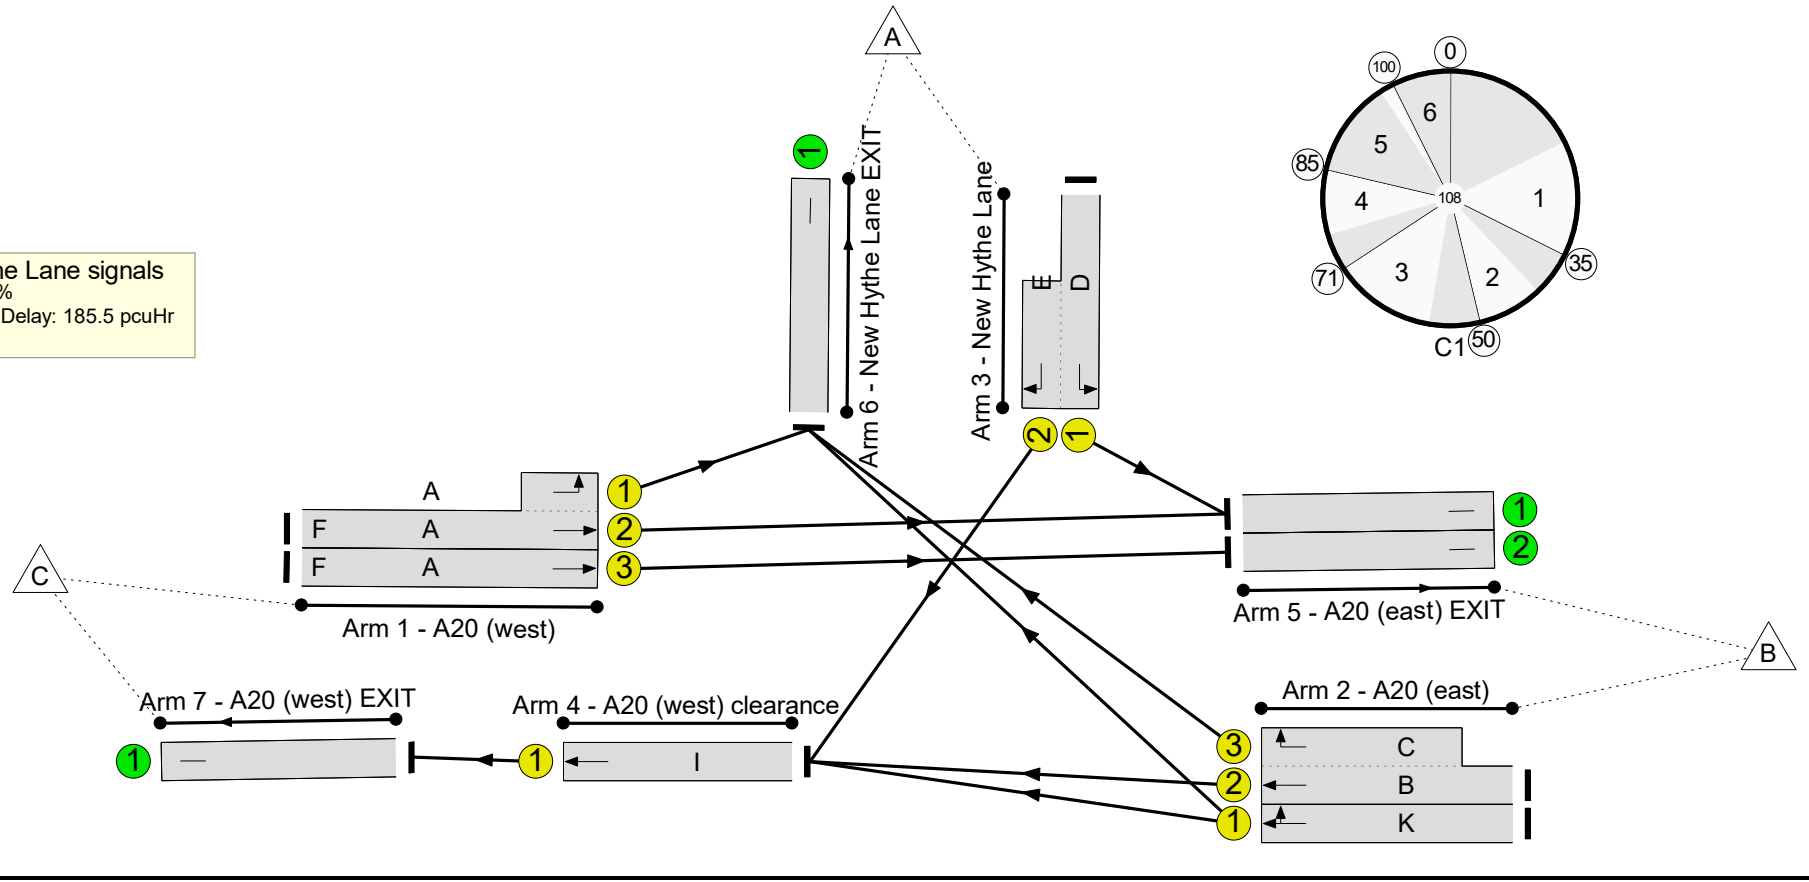 A
0
100
6
1
5
85
1
4
108
1
Arm 6 - New Hythe Lane EXIT
Arm 3 - New Hythe Lane
E
D
71
3
2
35
50
C1
ne Lane signals
%
Delay: 185.5 pcuHr
2
1
A
1
F
A
2
F
A
3
1
2
C
Arm 1 - A20 (west)
Arm 5 - A20 (east) EXIT
B
Arm 7 - A20 (west) EXIT
Arm 4 - A20 (west) clearance
Arm 2 - A20 (east)
1
1
I
3
C
2
B
1
K